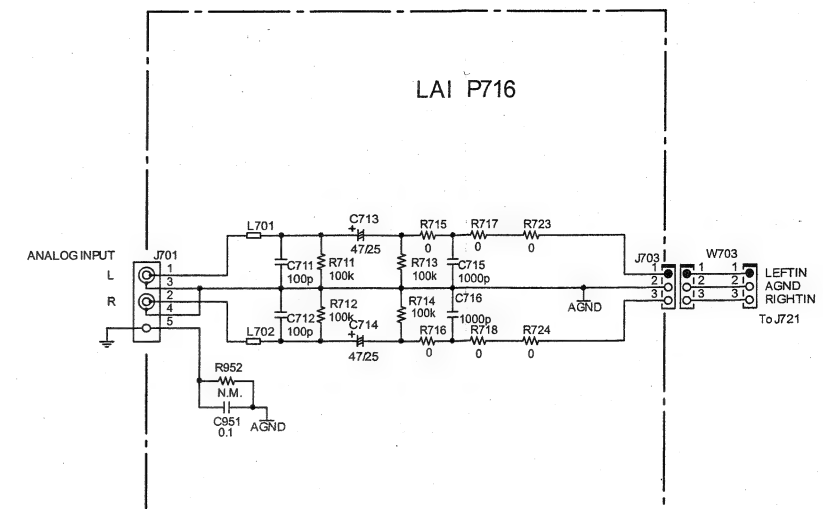 LAI P716
ANALOG INPUT
L
R
J701
1
3
2
4
5
L701
C711
100p
R711
100k
C713
+
47/25
R713
100k
R715
0
C715
1000p
R717
0
R723
0
L702
C712
100p
R712
100k
C714
+
47/25
R714
100k
R716
0
C716
1000p
R718
0
R724
0
AGND
R952
N.M.
C951
0.1
AGND
J703
1
2
3
W703
1 1
2 2
3 3
LEFTIN
AGND
RIGHTIN
To J721